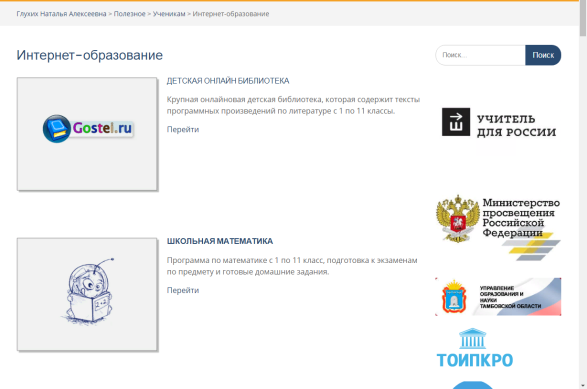 Глухих Наталья Алексеевна > Полезное > Ученикам > Интернет-образование
Интернет-образование
Поиск...
Поиск
Gostei.ru
ДЕТСКАЯ ОНЛАЙН БИБЛИОТЕКА
Крупная онлайновая детская библиотека, которая содержит тексты
программных произведений по литературе с 1 по 11 классы.
Перейти
УЧИТЕЛЬ
ДЛЯ РОССИИ
Министерство
просвещения
Российской
Федерации
ШКОЛЬНАЯ МАТЕМАТИКА
Программа по математике с 1 по 11 класс, подготовка к экзаменам
по предмету и готовые домашние задания.
Перейти
УПРАВЛЕНИЕ
ОБРАЗОВАНИЯ И
НАУКИ
ТАМБОВСКОЙ ОБЛАСТИ
ТОИПКРО